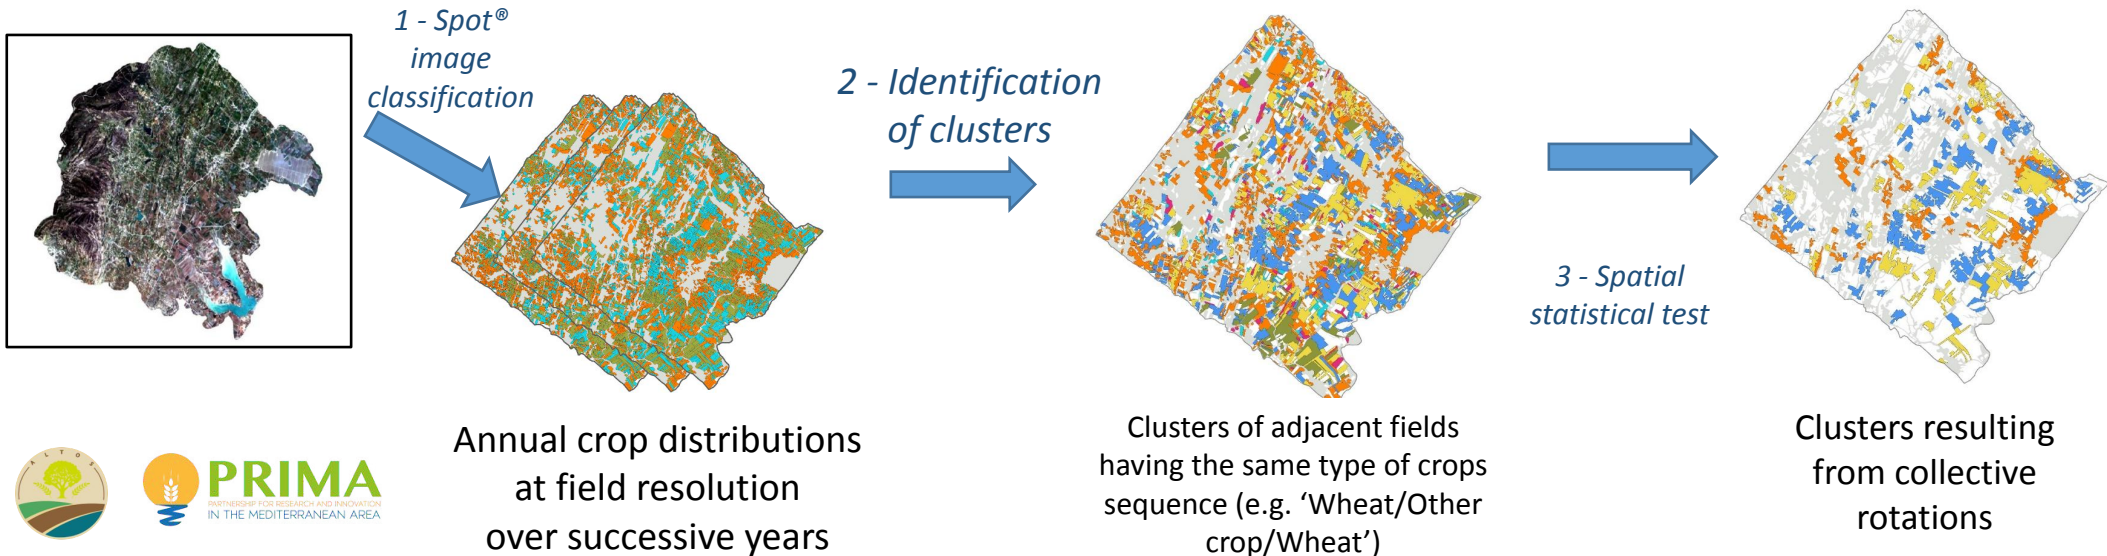 1 - Spot®
image
classification
2 - Identification
of clusters
3 - Spatial
statistical test
Annual crop distributions
at field resolution
over successive years
Clusters of adjacent fields
having the same type of crops
sequence (e.g. ‘Wheat/Other
crop/Wheat’)
Clusters resulting
from collective
rotations
ALTOS
PRIMA
PARTNERSHIP FOR RESEARCH AND INNOVATION
IN THE MEDITERRANEAN AREA